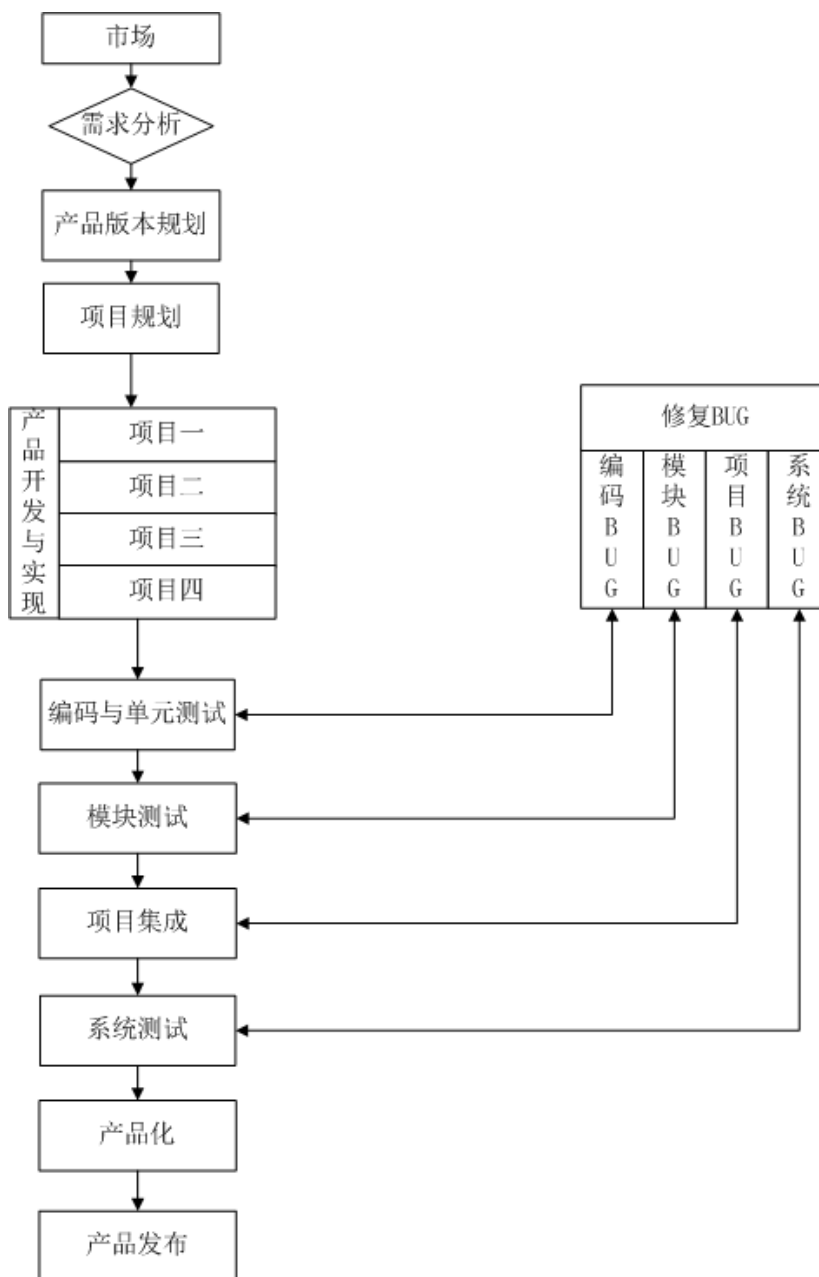 市场
需求分析
产品版本规划
项目规划
产品开发与实现
项目一
项目二
项目三
项目四
修复BUG
编码BUG
模块BUG
项目BUG
系统BUG
编码与单元测试
模块测试
项目集成
系统测试
产品化
产品发布